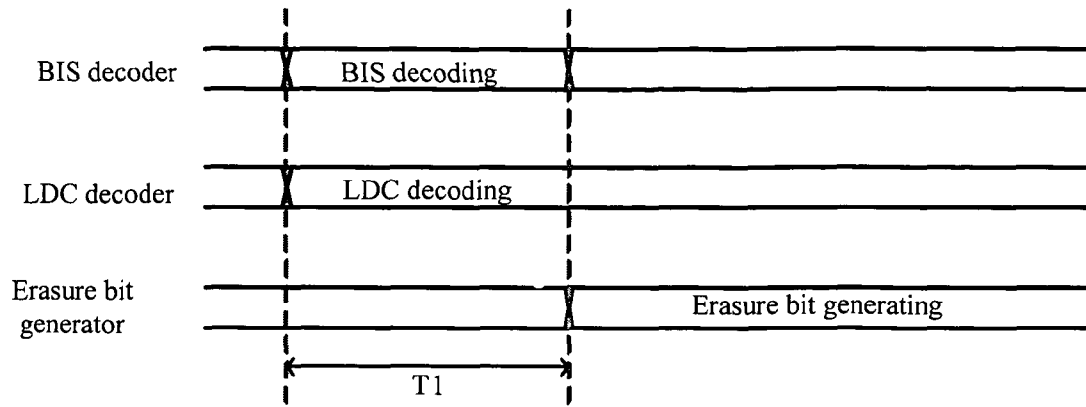 BIS decoder
BIS decoding
LDC decoder
LDC decoding
Erasure bit
generator
Erasure bit generating
T1